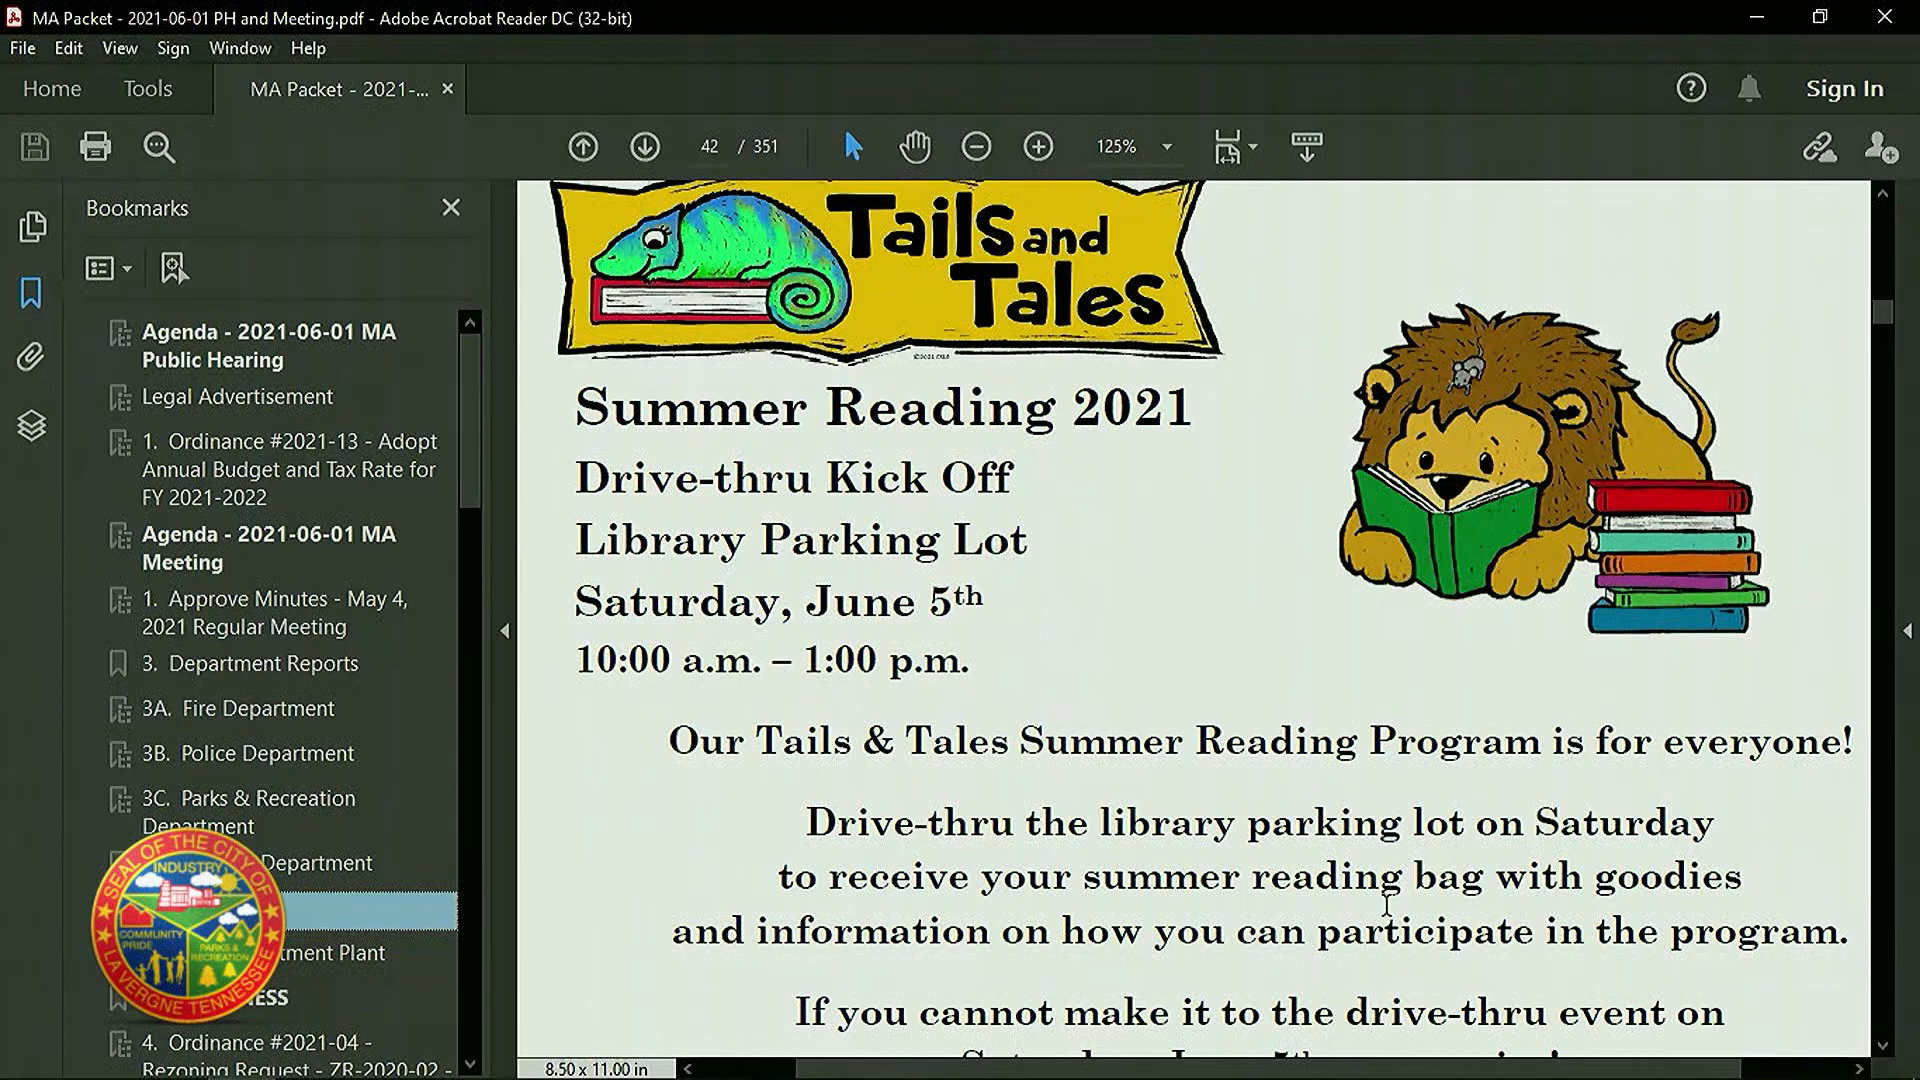 MA Packet - 2021-06-01 PH and Meeting.pdf - Adobe Acrobat Reader DC (32-bit)
File Edit View Sign Window Help
Home Tools MA Packet - 2021-... Sign In
42 / 351 125%
Bookmarks
Agenda - 2021-06-01 MA
Public Hearing
Legal Advertisement
1. Ordinance #2021-13 - Adopt
Annual Budget and Tax Rate for
FY 2021-2022
Agenda - 2021-06-01 MA
Meeting
1. Approve Minutes - May 4,
2021 Regular Meeting
3. Department Reports
3A. Fire Department
3B. Police Department
3C. Parks & Recreation
Department
Department
4. Ordinance #2021-04 -
Rezoning Request - ZR-2020-02 -
SEAL OF THE CITY OF
LA VERGNE TENNESSEE
INDUSTRY
COMMUNITY
PRIDE
PARKS &
RECREATION
Tails and
Tales
Summer Reading 2021
Drive-thru Kick Off
Library Parking Lot
Saturday, June 5th
10:00 a.m. – 1:00 p.m.
Our Tails & Tales Summer Reading Program is for everyone!
Drive-thru the library parking lot on Saturday
to receive your summer reading bag with goodies
and information on how you can participate in the program.
If you cannot make it to the drive-thru event on
8.50 x 11.00 in